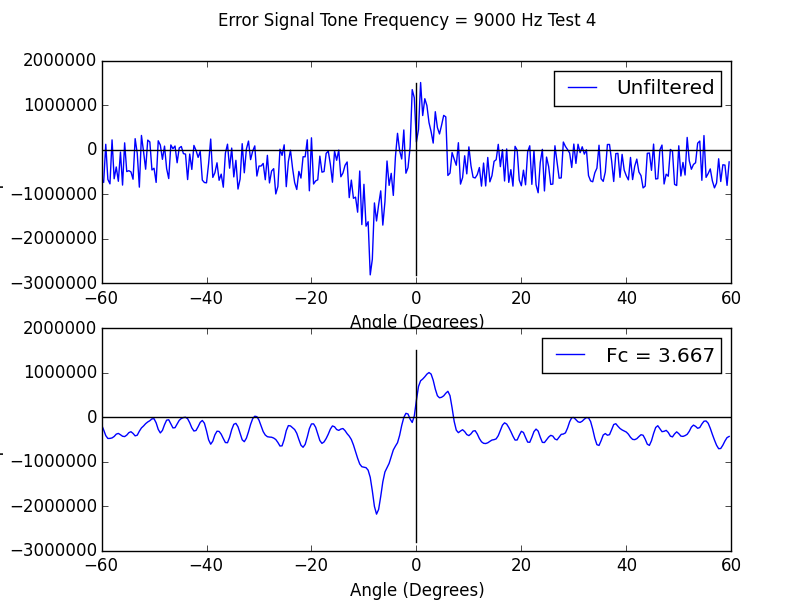 Error Signal Tone Frequency = 9000 Hz Test 4
2000000
1000000
0
−1000000
−2000000
−3000000
Unfiltered
−60 −40 −20 0 20 40 60
Angle (Degrees)
2000000
1000000
0
−1000000
−2000000
−3000000
Fc = 3.667
−60 −40 −20 0 20 40 60
Angle (Degrees)